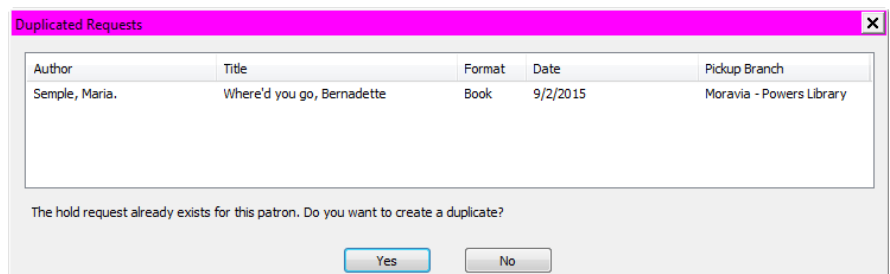 Duplicated Requests
Author Title Format Date Pickup Branch
Semple, Maria. Where'd you go, Bernadette Book 9/2/2015 Moravia - Powers Library
The hold request already exists for this patron. Do you want to create a duplicate?
Yes No